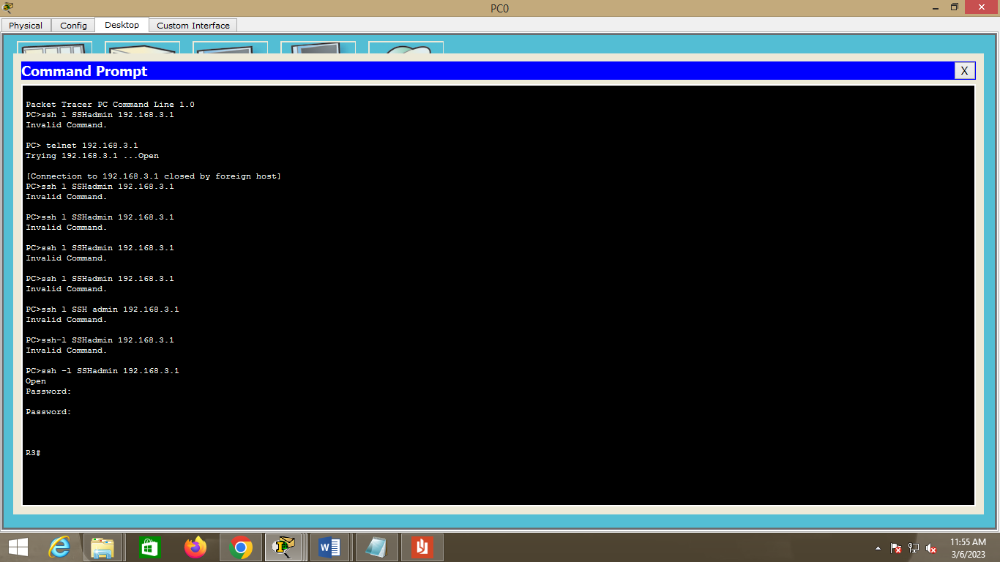 PC0
Physical Config Desktop Custom Interface
Command Prompt
X
Packet Tracer PC Command Line 1.0
PC>ssh l SSHadmin 192.168.3.1
Invalid Command.
PC> telnet 192.168.3.1
Trying 192.168.3.1 ...Open
[Connection to 192.168.3.1 closed by foreign host]
PC>ssh l SSHadmin 192.168.3.1
Invalid Command.
PC>ssh l SSHadmin 192.168.3.1
Invalid Command.
PC>ssh l SSHadmin 192.168.3.1
Invalid Command.
PC>ssh l SSHadmin 192.168.3.1
Invalid Command.
PC>ssh l SSH admin 192.168.3.1
Invalid Command.
PC>ssh-l SSHadmin 192.168.3.1
Invalid Command.
PC>ssh -l SSHadmin 192.168.3.1
Open
Password:
Password:
R3#
11:55 AM
3/6/2023